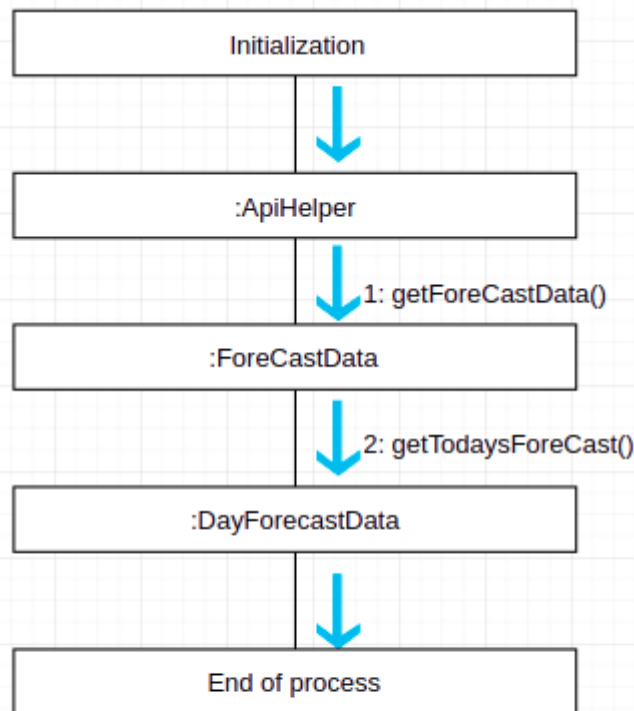 Initialization
:ApiHelper
1: getForeCastData()
:ForeCastData
2: getTodaysForeCast()
:DayForecastData
End of process